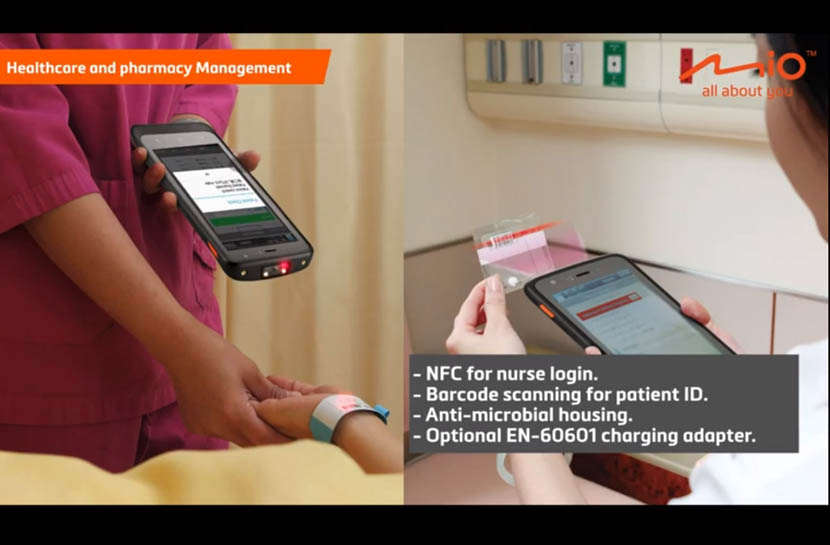 Healthcare and pharmacy Management
MIO™
all about you
- NFC for nurse login.
- Barcode scanning for patient ID.
- Anti-microbial housing.
- Optional EN-60601 charging adapter.